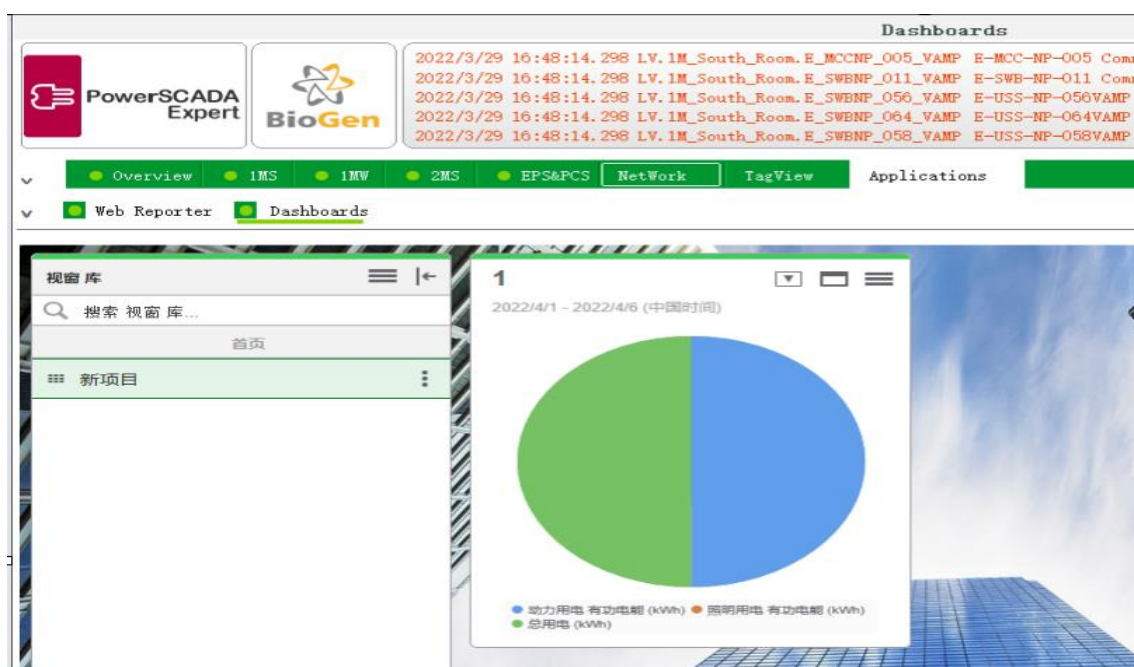 Dashboards
PowerSCADA
Expert
BioGen
2022/3/29 16:48:14.298 LV.1M_South_Room.E_MCCNP_005_VAMP E-MCC-NP-005 Comm
2022/3/29 16:48:14.298 LV.1M_South_Room.E_SWBNP_011_VAMP E-SWB-NP-011 Comm
2022/3/29 16:48:14.298 LV.1M_South_Room.E_SWBNP_056_VAMP E-USS-NP-056VAMP
2022/3/29 16:48:14.298 LV.1M_South_Room.E_SWBNP_064_VAMP E-USS-NP-064VAMP
2022/3/29 16:48:14.298 LV.1M_South_Room.E_SWBNP_058_VAMP E-USS-NP-058VAMP
Overview 1MS 1MW 2MS EPS&PCS NetWork TagView Applications
Web Reporter Dashboards
视窗 库
搜索 视窗 库...
首页
新项目
1
2022/4/1 - 2022/4/6 (中国时间)
动力用电 有功电能 (kWh) 照明用电 有功电能 (kWh)
总用电 (kWh)